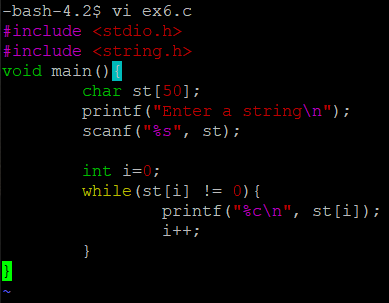 -bash-4.2$ vi ex6.c
#include <stdio.h>
#include <string.h>
void main(){
        char st[50];
        printf("Enter a string\n");
        scanf("%s", st);

        int i=0;
        while(st[i] != 0){
                printf("%c\n", st[i]);
                i++;
        }
}
~